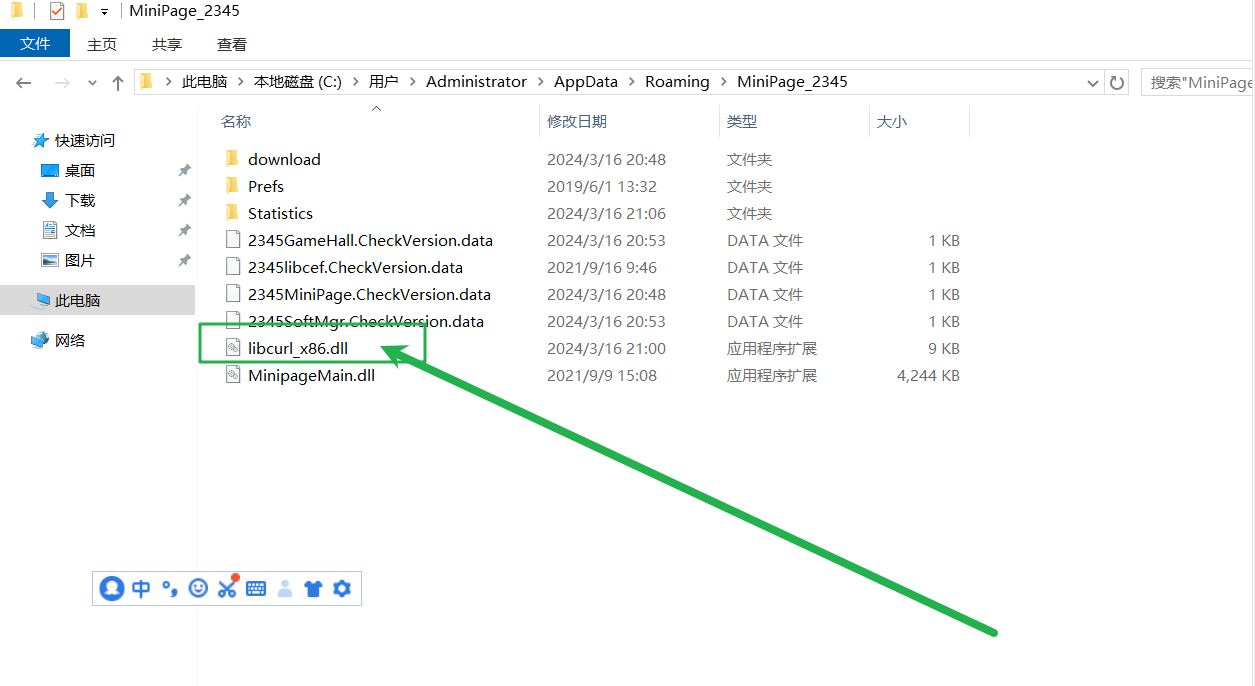 MiniPage_2345
文件 主页 共享 查看
此电脑 本地磁盘 (C:) 用户 Administrator AppData Roaming MiniPage_2345 搜索"MiniPage
名称 修改日期 类型 大小
快速访问
桌面
下载
文档
图片
此电脑
网络
download 2024/3/16 20:48 文件夹
Prefs 2019/6/1 13:32 文件夹
Statistics 2024/3/16 21:06 文件夹
2345GameHall.CheckVersion.data 2024/3/16 20:53 DATA 文件 1 KB
2345libcef.CheckVersion.data 2021/9/16 9:46 DATA 文件 1 KB
2345MiniPage.CheckVersion.data 2024/3/16 20:48 DATA 文件 1 KB
2345SoftMgr.CheckVersion.data 2024/3/16 20:53 DATA 文件 1 KB
libcurl_x86.dll 2024/3/16 21:00 应用程序扩展 9 KB
MinipageMain.dll 2021/9/9 15:08 应用程序扩展 4,244 KB
中